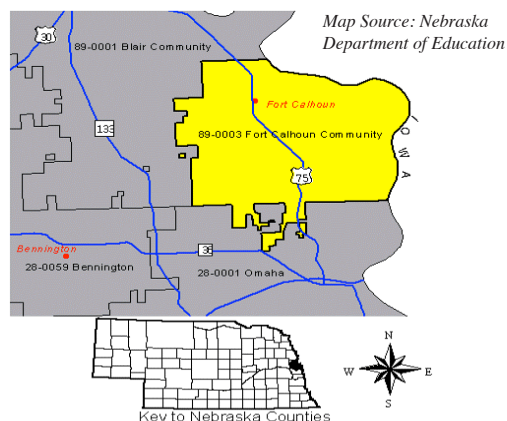 Map Source: Nebraska
Department of Education
30
89-0001 Blair Community
Fort Calhoun
133
89-0003 Fort Calhoun Community
IOWA
75
Bennington
36
28-0059 Bennington
28-0001 Omaha
N
W E
S
Key to Nebraska Counties